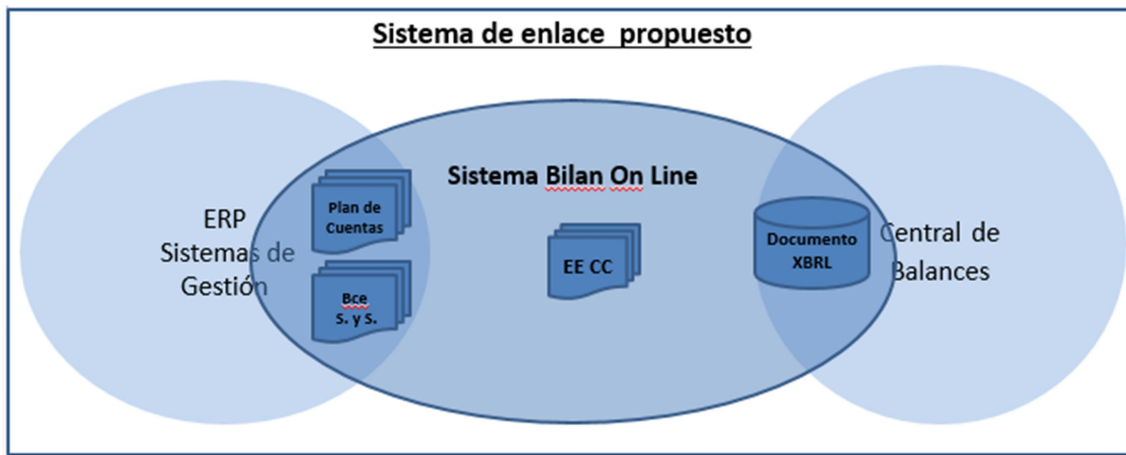 Sistema de enlace propuesto
Sistema Bilan On Line
ERP
Sistemas de
Gestión
Plan de
Cuentas
Bce
S. y S.
EE CC
Documento
XBRL
Central de
Balances